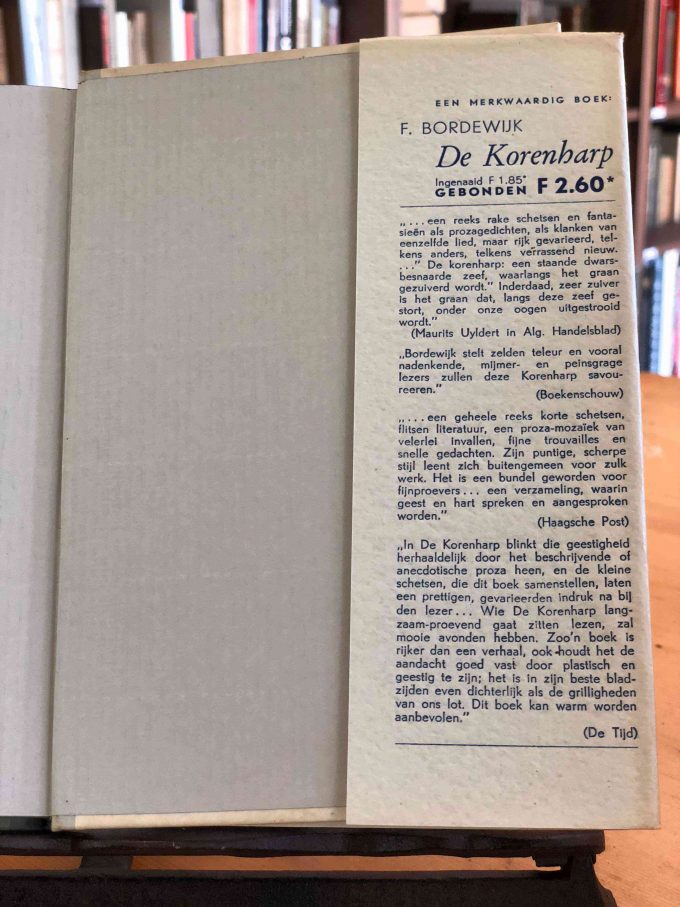 EEN MERKWAARDIG BOEK:
F. BORDEWIJK
De Korenharp
Ingenaaid F 1.85*
GEBONDEN F 2.60*
„...een reeks rake schetsen en fanta-
sieën als prozagedichten, als klanken van
eenzelfde lied, maar rijk gevarieerd, tel-
kens anders, telkens verrassend nieuw.
...” De korenharp: een staande dwars-
besnaarde zeef, waarlangs het graan
gezuiverd wordt.” Inderdaad, zeer zuiver
is het graan dat, langs deze zeef ge-
stort, onder onze oogen uitgestrooid
wordt.”
(Maurits Uyldert in Alg. Handelsblad)
„Bordewijk stelt zelden teleur en vooral
nadenkende, mijmer- en peinsgrage
lezers zullen deze Korenharp savou-
reeren.”
(Boekenschouw)
„...een geheele reeks korte schetsen,
flitsen literatuur, een proza-mozaïek van
velerlei invallen, fijne trouvailles en
snelle gedachten. Zijn puntige, scherpe
stijl leent zich buitengemeen voor zulk
werk. Het is een bundel geworden voor
fijnproevers... een verzameling, waarin
geest en hart spreken en aangesproken
worden.”
(Haagsche Post)
„In De Korenharp blinkt die geestigheid
herhaaldelijk door het beschrijvende of
anecdotische proza heen, en de kleine
schetsen, die dit boek samenstellen, laten
een prettigen, gevarieerden indruk na bij
den lezer... Wie De Korenharp lang-
zaam-proevend gaat zitten lezen, zal
mooie avonden hebben. Zoo'n boek is
rijker dan een verhaal, ook houdt het de
aandacht goed vast door plastisch en
geestig te zijn; het is in zijn beste blad-
zijden even dichterlijk als de grilligheden
van ons lot. Dit boek kan warm worden
aanbevolen.”
(De Tijd)